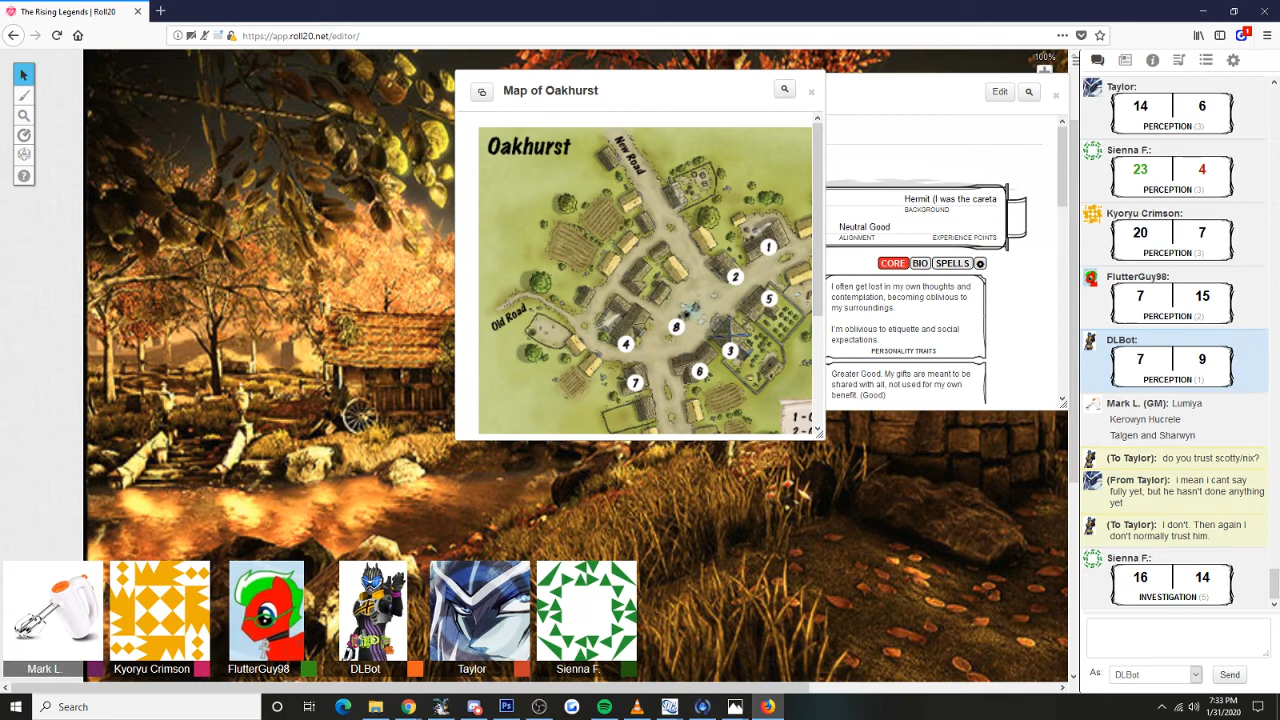 The Rising Legends | Roll20
https://app.roll20.net/editor/
100%
Map of Oakhurst
Oakhurst
New Road
Old Road
1
2
5
8
3
4
6
7
Edit
Hermit (I was the careta
BACKGROUND
Neutral Good
ALIGNMENT
EXPERIENCE POINTS
CORE
BIO
SPELLS
I often get lost in my own thoughts and
contemplation, becoming oblivious to
my surroundings.
I'm oblivious to etiquette and social
expectations.
PERSONALITY TRAITS
Greater Good. My gifts are meant to be
shared with all, not used for my own
benefit. (Good)
Taylor:
14 6
PERCEPTION (3)
Sienna F.:
23 4
PERCEPTION (3)
Kyoryu Crimson:
20 7
PERCEPTION (3)
FlutterGuy98:
7 15
PERCEPTION (2)
DLBot:
7 9
PERCEPTION (1)
Mark L. (GM): Lumiya
Kerowyn Hucrele
Talgen and Sharwyn
(To Taylor): do you trust scotty/nix?
(From Taylor): i mean i cant say
fully yet, but he hasn't done anything
yet
(To Taylor): I don't. Then again I
don't normally trust him.
Sienna F.:
16 14
INVESTIGATION (5)
As: DLBot Send
Mark L.
Kyoryu Crimson
FlutterGuy98
DLBot
Taylor
Sienna F.
Search
7:33 PM
1/31/2020